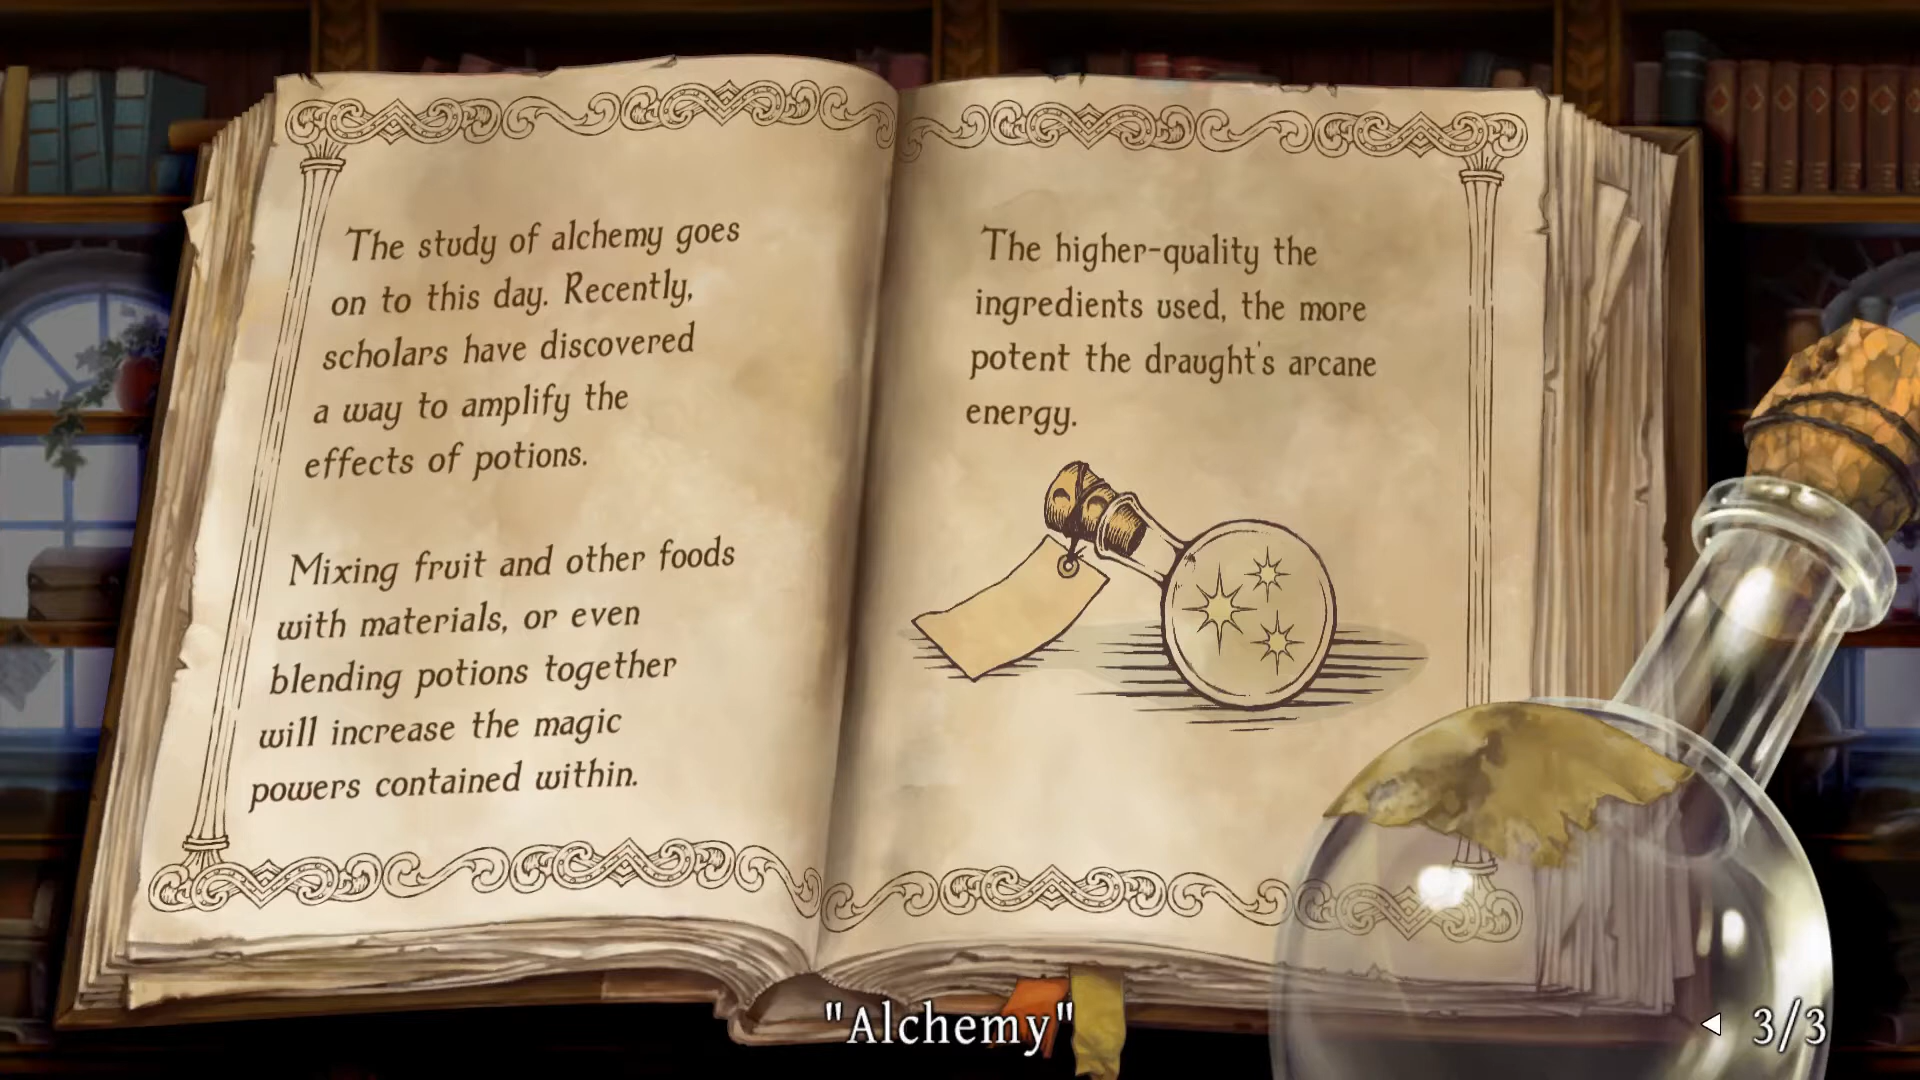 The study of alchemy goes
on to this day. Recently,
scholars have discovered
a way to amplify the
effects of potions.
Mixing fruit and other foods
with materials, or even
blending potions together
will increase the magic
powers contained within.
The higher-quality the
ingredients used, the more
potent the draught's arcane
energy.
"Alchemy"
3/3